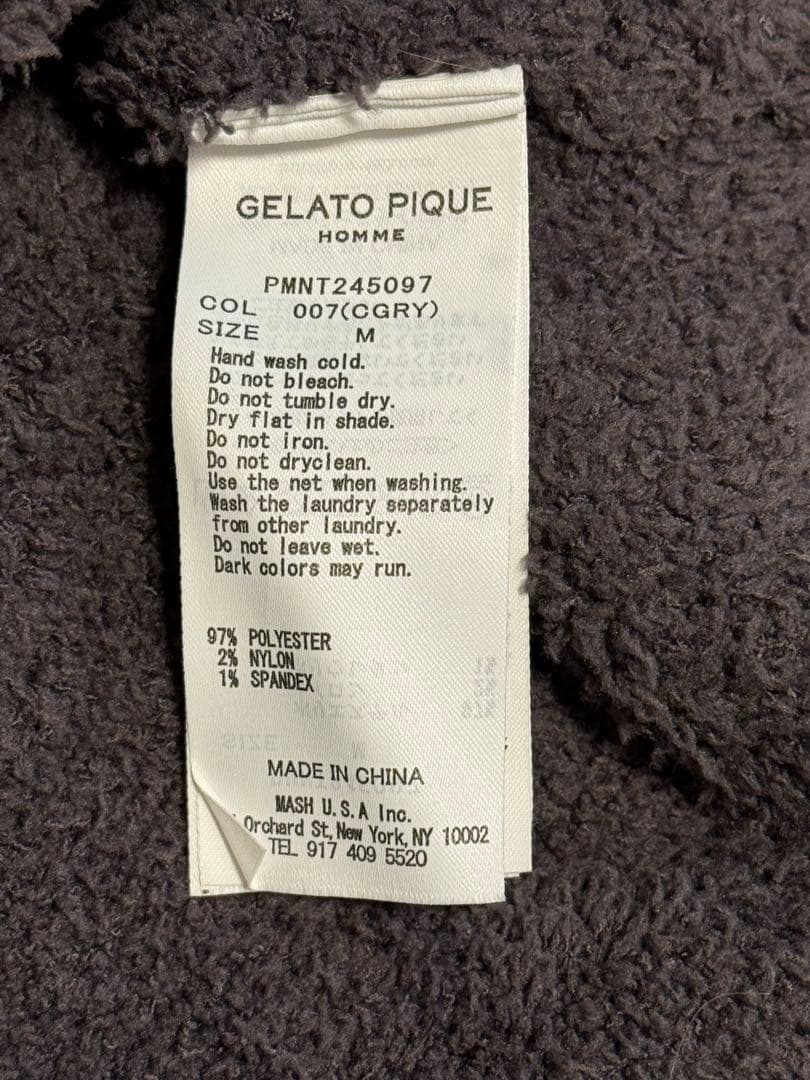 GELATO PIQUE
HOMME
PMNT245097
COL 007(CGRY)
SIZE M
Hand wash cold.
Do not bleach.
Do not tumble dry.
Dry flat in shade.
Do not iron.
Do not dryclean.
Use the net when washing.
Wash the laundry separately
from other laundry.
Do not leave wet.
Dark colors may run.
97% POLYESTER
2% NYLON
1% SPANDEX
MADE IN CHINA
MASH U.S.A Inc.
Orchard St, New York, NY 10002
TEL 917 409 5520